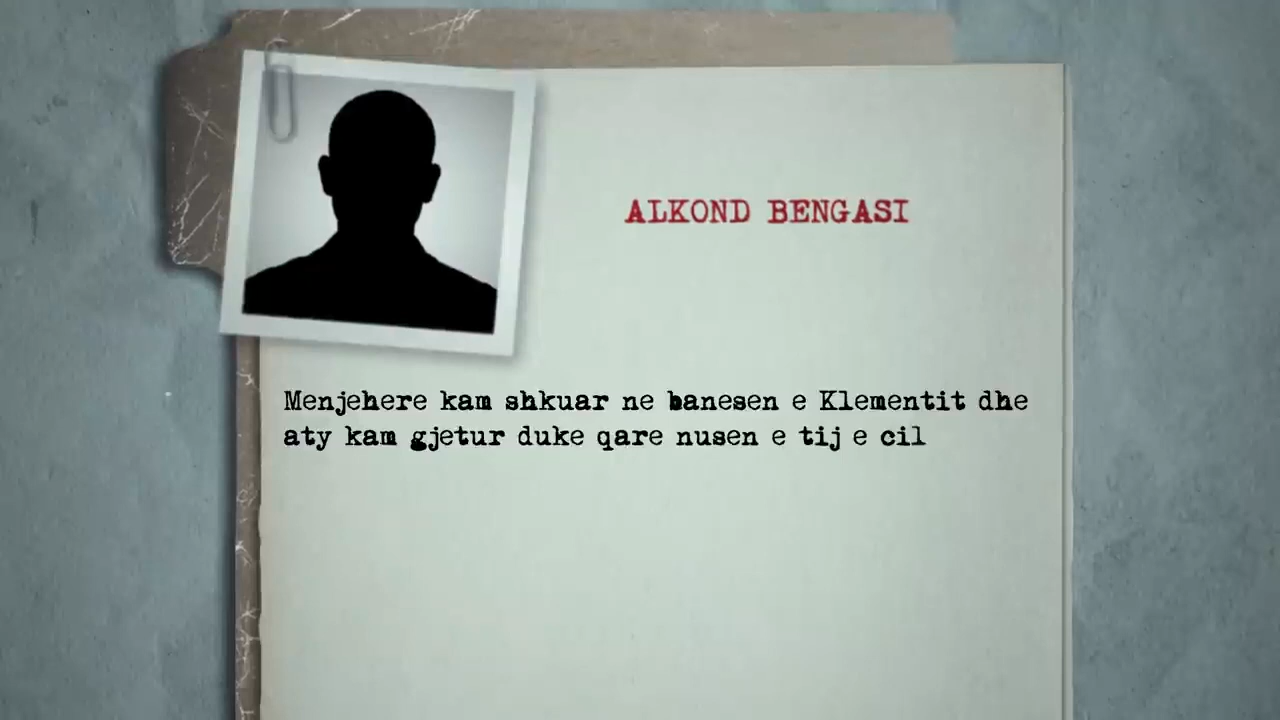 ALKOND BENGASI
Menjehere kam shkuar ne banesen e Klementit dhe
aty kam gjetur duke qare nusen e tij e cil